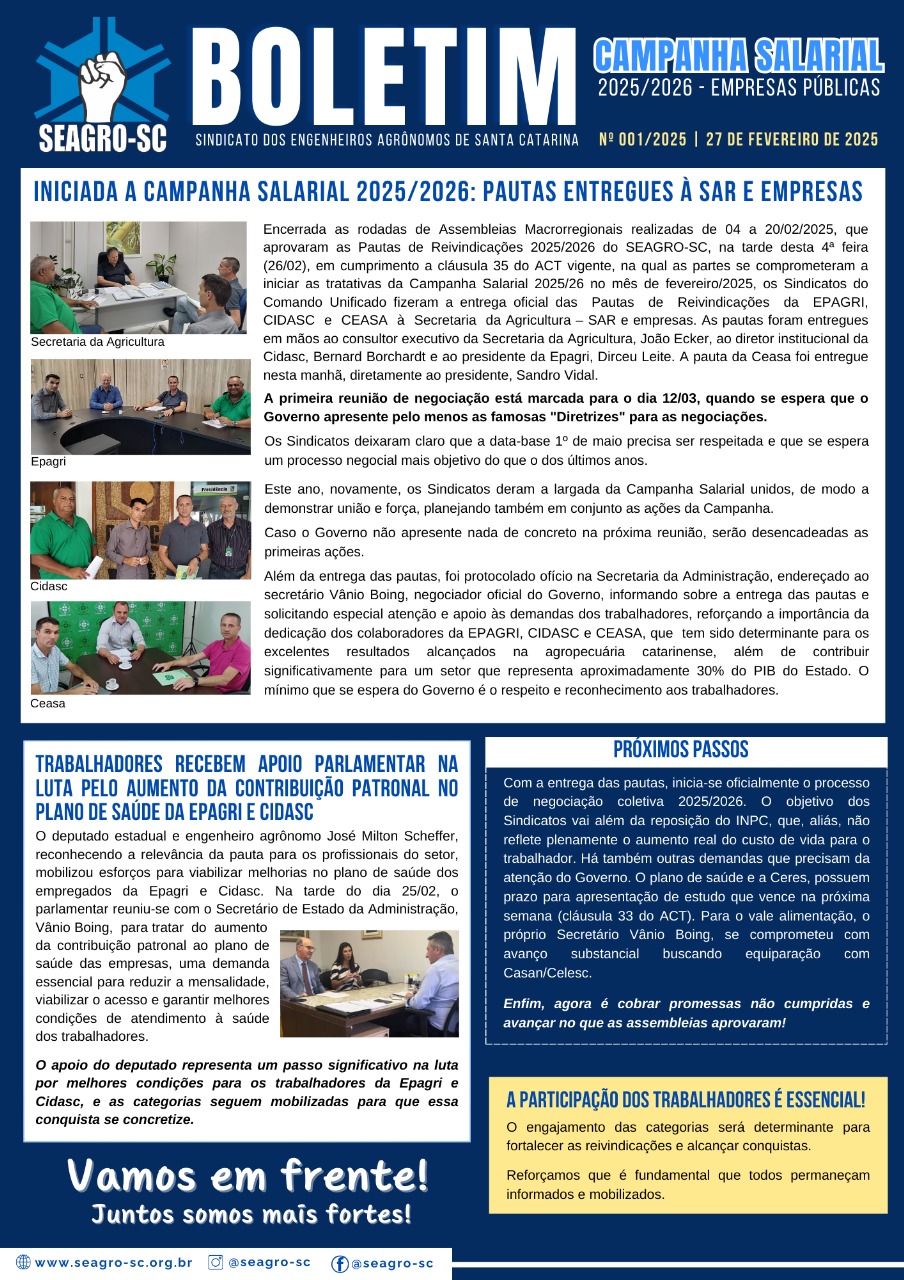 SEAGRO-SC
BOLETIM
SINDICATO DOS ENGENHEIROS AGRÔNOMOS DE SANTA CATARINA
CAMPANHA SALARIAL
2025/2026 - EMPRESAS PÚBLICAS
Nº 001/2025 | 27 DE FEVEREIRO DE 2025
INICIADA A CAMPANHA SALARIAL 2025/2026: PAUTAS ENTREGUES À SAR E EMPRESAS
Secretaria da Agricultura
Epagri
Presidência
Cidasc
Ceasa
Encerrada as rodadas de Assembleias Macrorregionais realizadas de 04 a 20/02/2025, que
aprovaram as Pautas de Reivindicações 2025/2026 do SEAGRO-SC, na tarde desta 4ª feira
(26/02), em cumprimento a cláusula 35 do ACT vigente, na qual as partes se comprometeram a
iniciar as tratativas da Campanha Salarial 2025/26 no mês de fevereiro/2025, os Sindicatos do
Comando Unificado fizeram a entrega oficial das Pautas de Reivindicações da EPAGRI,
CIDASC e CEASA à Secretaria da Agricultura – SAR e empresas. As pautas foram entregues
em mãos ao consultor executivo da Secretaria da Agricultura, João Ecker, ao diretor institucional da
Cidasc, Bernard Borchardt e ao presidente da Epagri, Dirceu Leite. A pauta da Ceasa foi entregue
nesta manhã, diretamente ao presidente, Sandro Vidal.
A primeira reunião de negociação está marcada para o dia 12/03, quando se espera que o
Governo apresente pelo menos as famosas "Diretrizes" para as negociações.
Os Sindicatos deixaram claro que a data-base 1º de maio precisa ser respeitada e que se espera
um processo negocial mais objetivo do que o dos últimos anos.
Este ano, novamente, os Sindicatos deram a largada da Campanha Salarial unidos, de modo a
demonstrar união e força, planejando também em conjunto as ações da Campanha.
Caso o Governo não apresente nada de concreto na próxima reunião, serão desencadeadas as
primeiras ações.
Além da entrega das pautas, foi protocolado ofício na Secretaria da Administração, endereçado ao
secretário Vânio Boing, negociador oficial do Governo, informando sobre a entrega das pautas e
solicitando especial atenção e apoio às demandas dos trabalhadores, reforçando a importância da
dedicação dos colaboradores da EPAGRI, CIDASC e CEASA, que tem sido determinante para os
excelentes resultados alcançados na agropecuária catarinense, além de contribuir
significativamente para um setor que representa aproximadamente 30% do PIB do Estado. O
mínimo que se espera do Governo é o respeito e reconhecimento aos trabalhadores.
TRABALHADORES RECEBEM APOIO PARLAMENTAR NA
LUTA PELO AUMENTO DA CONTRIBUIÇÃO PATRONAL NO
PLANO DE SAÚDE DA EPAGRI E CIDASC
O deputado estadual e engenheiro agrônomo José Milton Scheffer,
reconhecendo a relevância da pauta para os profissionais do setor,
mobilizou esforços para viabilizar melhorias no plano de saúde dos
empregados da Epagri e Cidasc. Na tarde do dia 25/02, o
parlamentar reuniu-se com o Secretário de Estado da Administração,
Vânio Boing, para tratar do aumento
da contribuição patronal ao plano de
saúde das empresas, uma demanda
essencial para reduzir a mensalidade,
viabilizar o acesso e garantir melhores
condições de atendimento à saúde
dos trabalhadores.
O apoio do deputado representa um passo significativo na luta
por melhores condições para os trabalhadores da Epagri e
Cidasc, e as categorias seguem mobilizadas para que essa
conquista se concretize.
PRÓXIMOS PASSOS
Com a entrega das pautas, inicia-se oficialmente o processo
de negociação coletiva 2025/2026. O objetivo dos
Sindicatos vai além da reposição do INPC, que, aliás, não
reflete plenamente o aumento real do custo de vida para o
trabalhador. Há também outras demandas que precisam da
atenção do Governo. O plano de saúde e a Ceres, possuem
prazo para apresentação de estudo que vence na próxima
semana (cláusula 33 do ACT). Para o vale alimentação, o
próprio Secretário Vânio Boing, se comprometeu com
avanço substancial buscando equiparação com
Casan/Celesc.
Enfim, agora é cobrar promessas não cumpridas e
avançar no que as assembleias aprovaram!
A PARTICIPAÇÃO DOS TRABALHADORES É ESSENCIAL!
O engajamento das categorias será determinante para
fortalecer as reivindicações e alcançar conquistas.
Reforçamos que é fundamental que todos permaneçam
informados e mobilizados.
Vamos em frente!
Juntos somos mais fortes!
www.seagro-sc.org.br
@seagro-sc
@seagro-sc